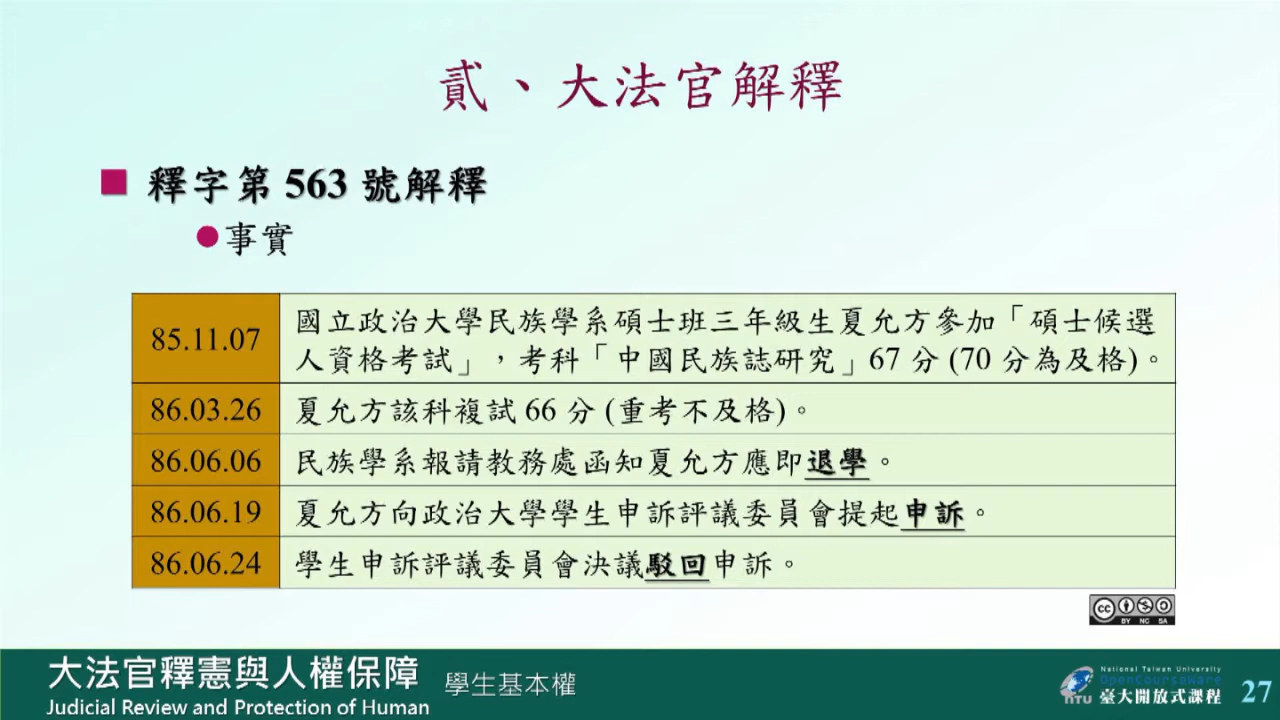 貳、大法官解釋
釋字第 563 號解釋
事實
85.11.07
國立政治大學民族學系碩士班三年級生夏允方參加「碩士候選
人資格考試」，考科「中國民族誌研究」67 分 (70 分為及格)。
86.03.26
夏允方該科複試 66 分 (重考不及格)。
86.06.06
民族學系報請教務處函知夏允方應即退學。
86.06.19
夏允方向政治大學學生申訴評議委員會提起申訴。
86.06.24
學生申訴評議委員會決議駁回申訴。
cc
BY NC SA
大法官釋憲與人權保障
學生基本權
Judicial Review and Protection of Human
National Taiwan University
OpenCourseWare
NTU 臺大開放式課程
27